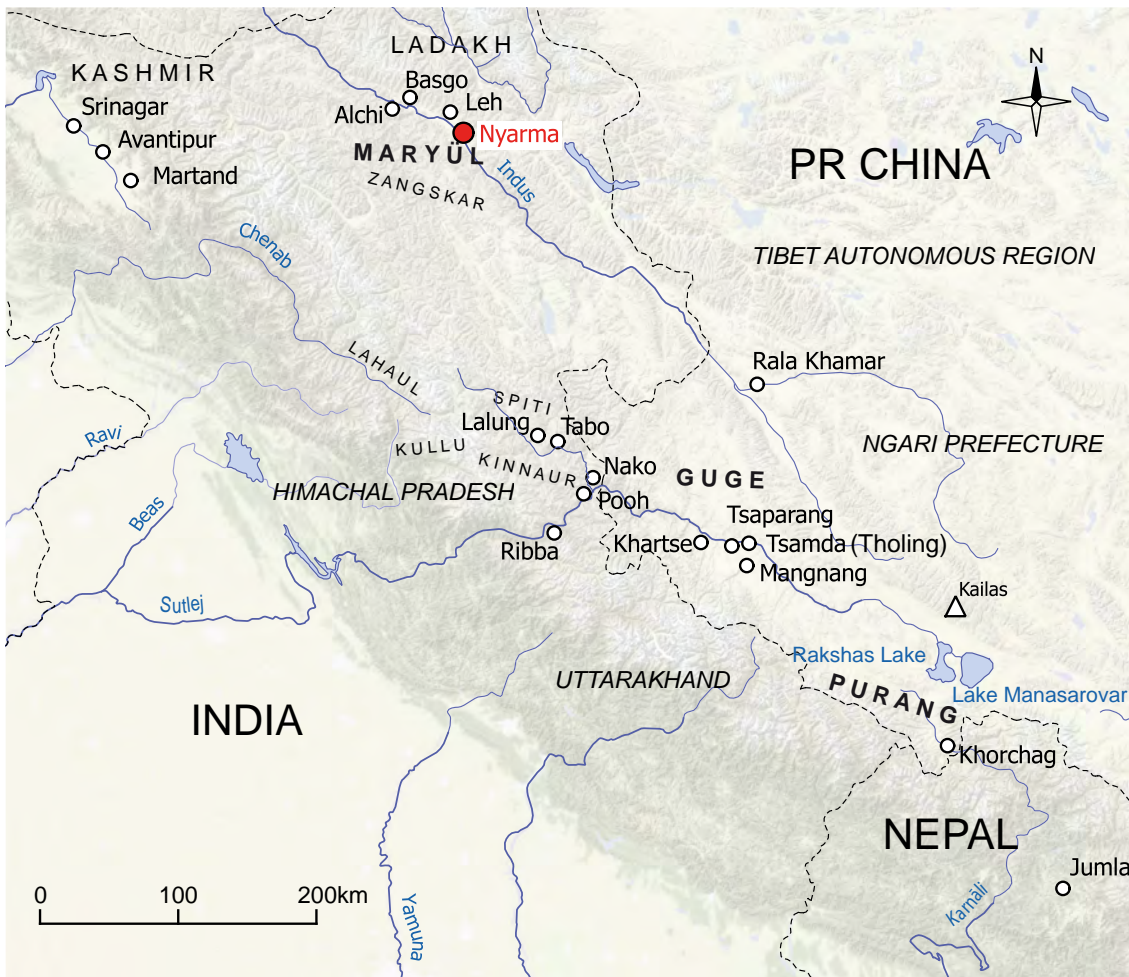 LADAKH
N
KASHMIR
Basgo
Srinagar
Leh
Alchi
Nyarma
Avantipur
MARYÜL
PR CHINA
Martand
ZANGSKAR
Indus
Chenab
TIBET AUTONOMOUS REGION
LAHAUL
Rala Khamar
SPITI
Lalung
Tabo
Ravi
KULLU
NGARI PREFECTURE
KINNAUR
Nako
GUGE
HIMACHAL PRADESH
Pooh
Beas
Tsaparang
Ribba
Khartse
Tsamda (Tholing)
Mangnang
Kailas
Sutlej
Rakshas Lake
UTTARAKHAND
PURANG
Lake Manasarovar
INDIA
Khorchag
NEPAL
Jumla
0 100 200km
Yamuna
Karnāli